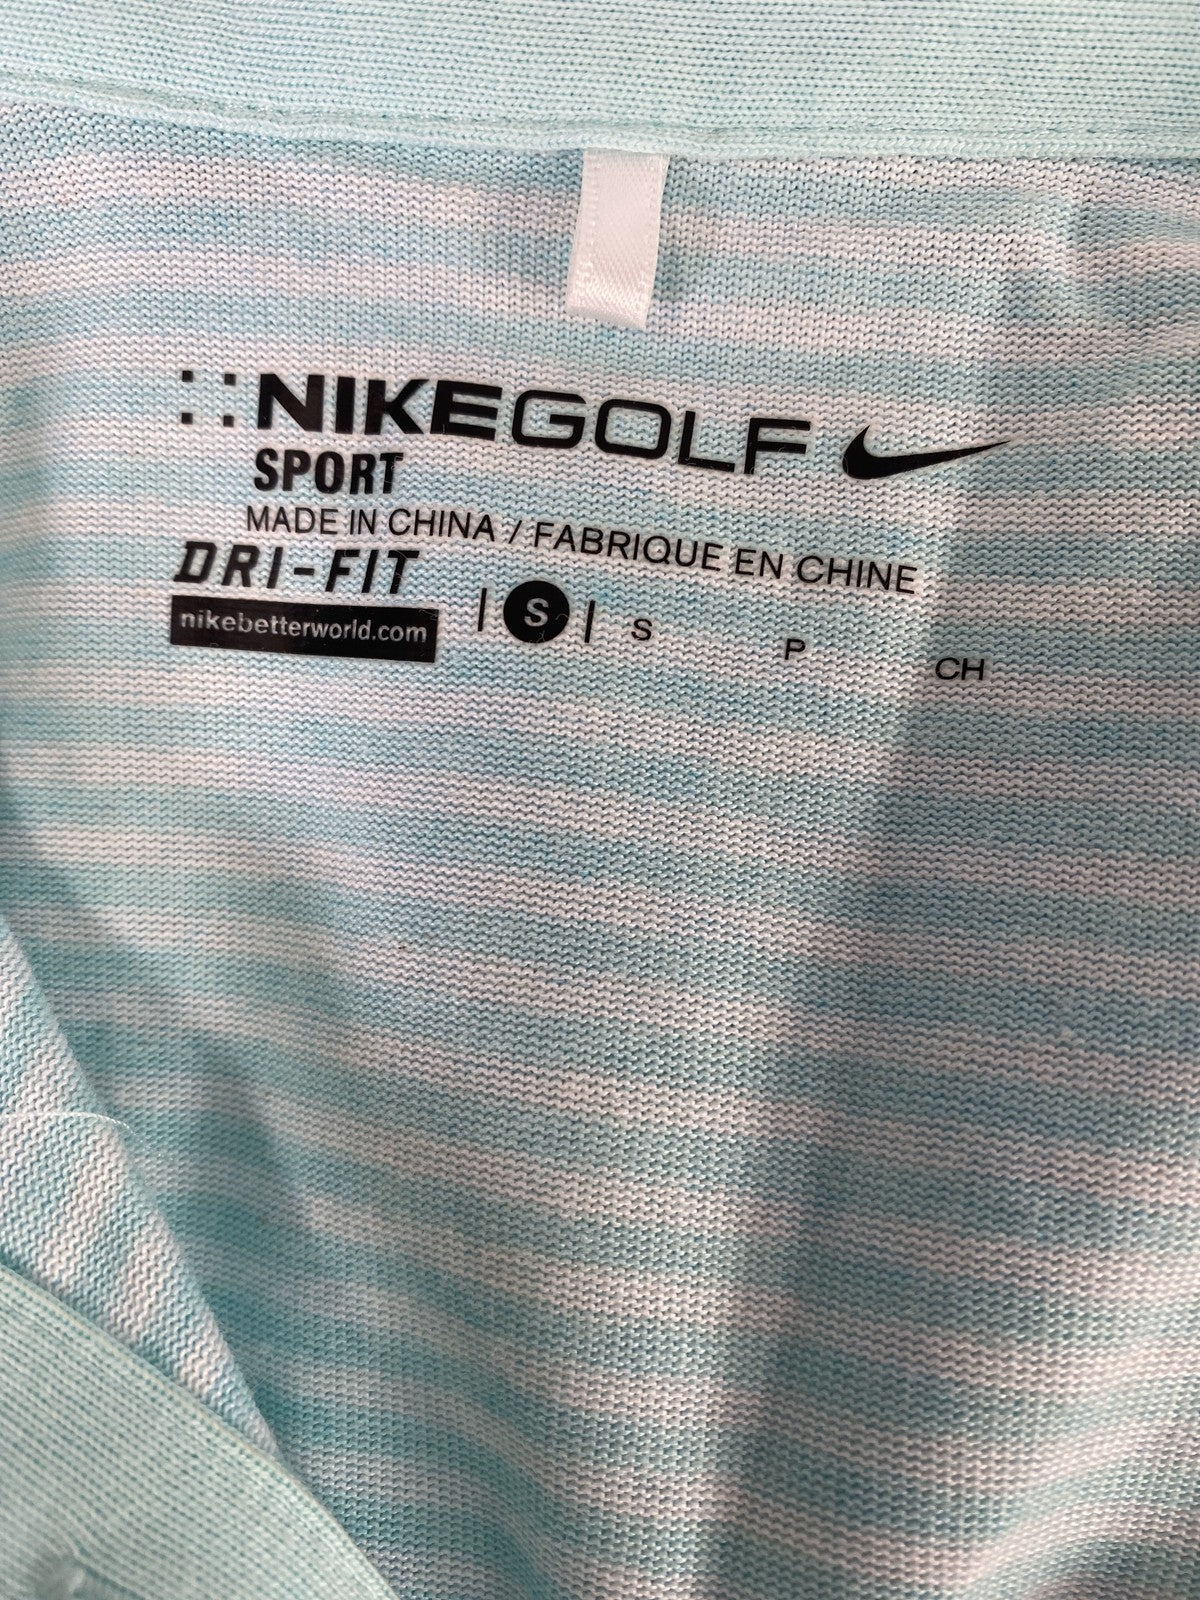 NIKEGOLF
SPORT
MADE IN CHINA / FABRIQUE EN CHINE
DRI-FIT
nikebetterworld.com
| S | S P CH